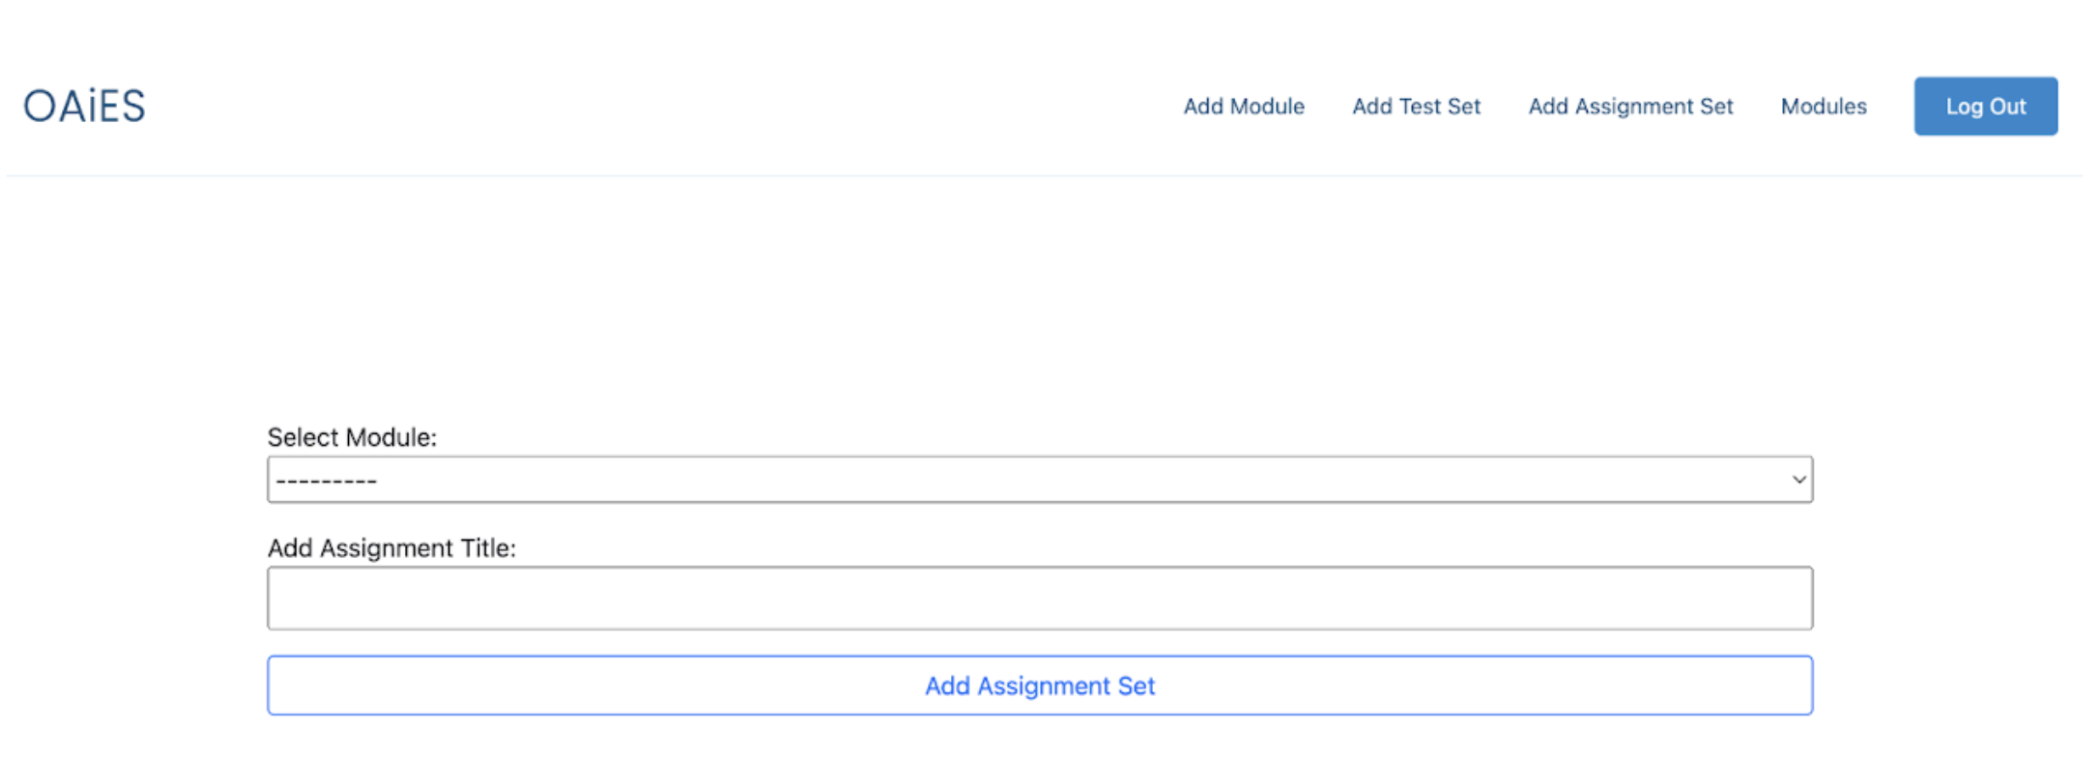 OAiES
Add Module Add Test Set Add Assignment Set Modules Log Out
Select Module:
---------
Add Assignment Title:
Add Assignment Set